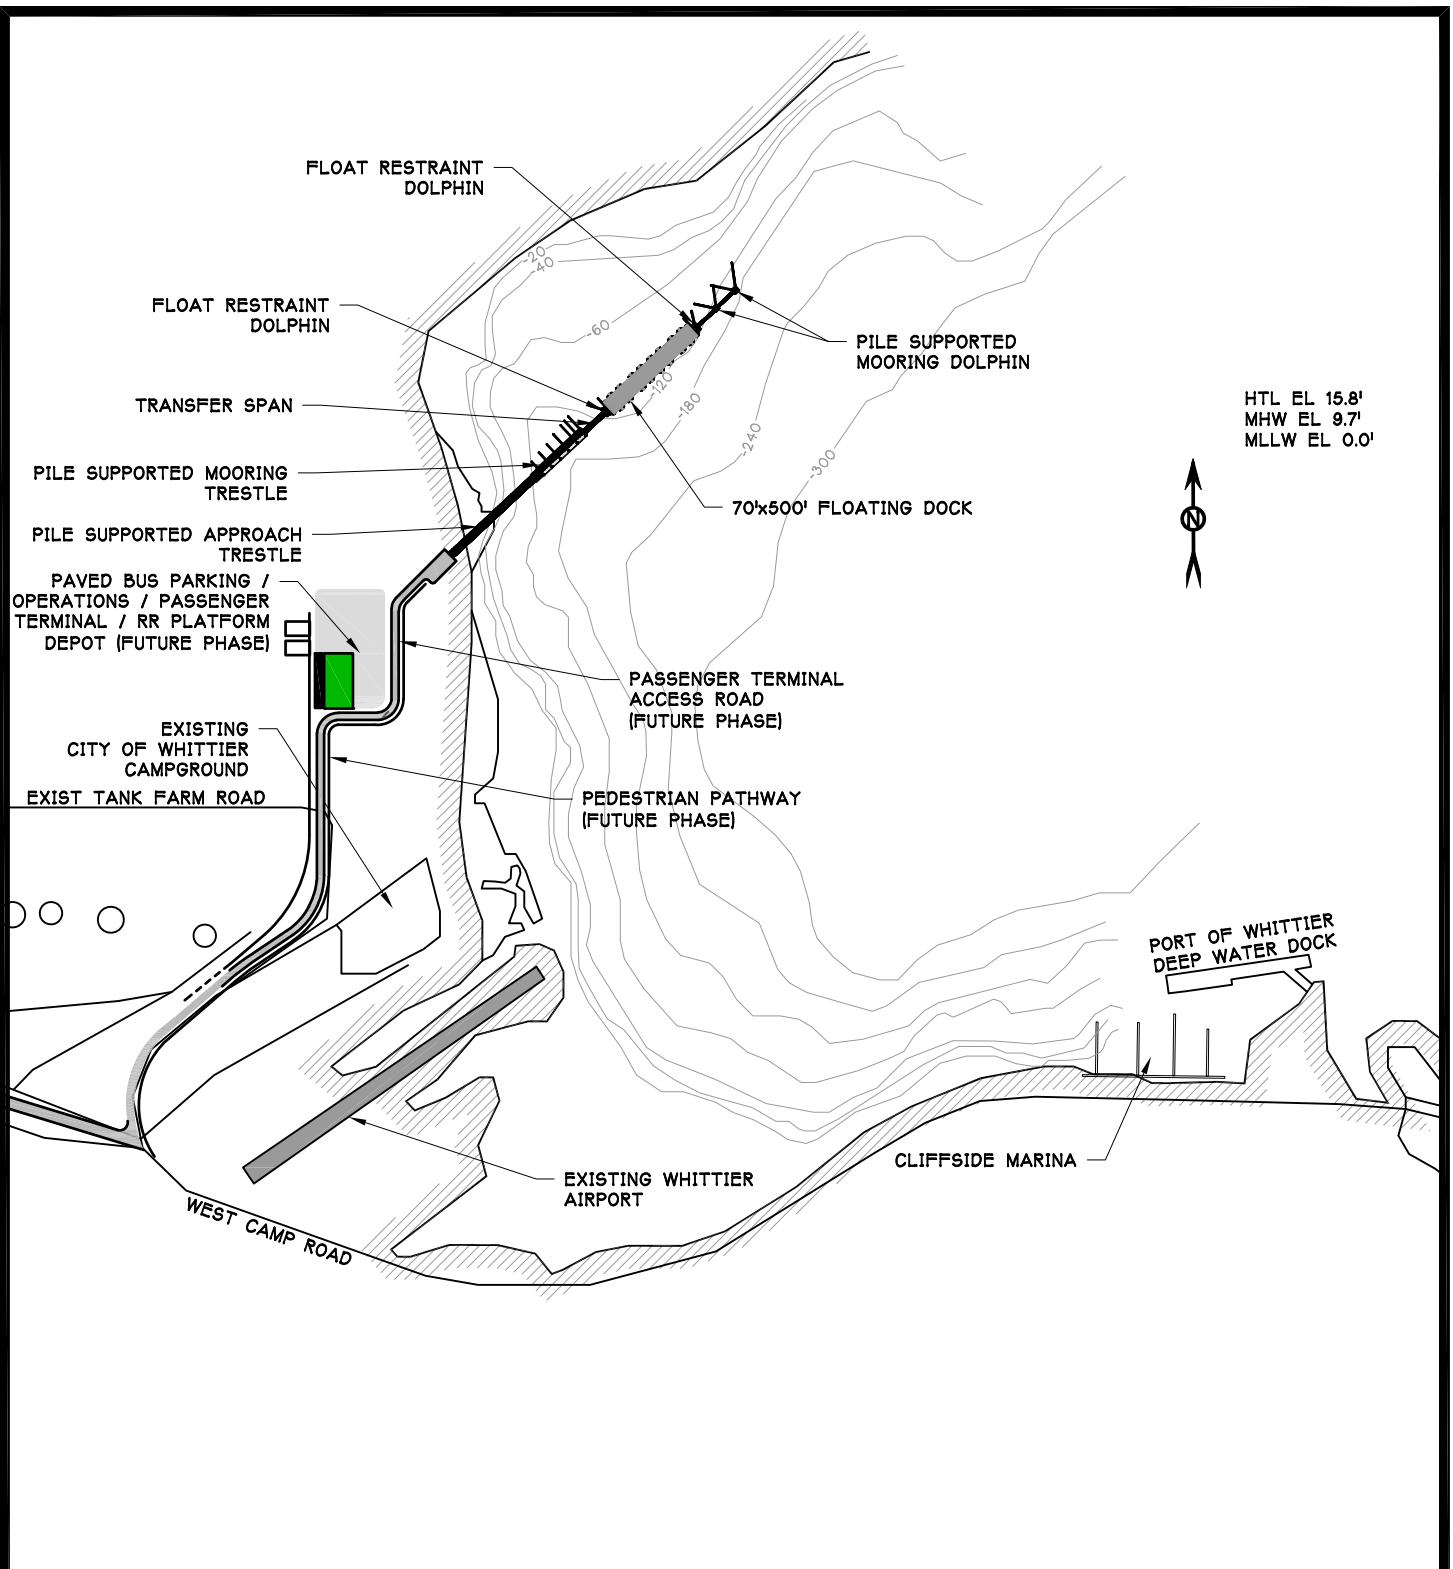 FLOAT RESTRAINT
DOLPHIN
-20
-40
FLOAT RESTRAINT
DOLPHIN
-60
PILE SUPPORTED
MOORING DOLPHIN
-120
-180
TRANSFER SPAN
HTL EL 15.8'
MHW EL 9.7'
MLLW EL 0.0'
-240
-300
PILE SUPPORTED MOORING
TRESTLE
70'x500' FLOATING DOCK
N
PILE SUPPORTED APPROACH
TRESTLE
PAVED BUS PARKING /
OPERATIONS / PASSENGER
TERMINAL / RR PLATFORM
DEPOT (FUTURE PHASE)
PASSENGER TERMINAL
ACCESS ROAD
(FUTURE PHASE)
EXISTING
CITY OF WHITTIER
CAMPGROUND
EXIST TANK FARM ROAD
PEDESTRIAN PATHWAY
(FUTURE PHASE)
PORT OF WHITTIER
DEEP WATER DOCK
CLIFFSIDE MARINA
EXISTING WHITTIER
AIRPORT
WEST CAMP ROAD